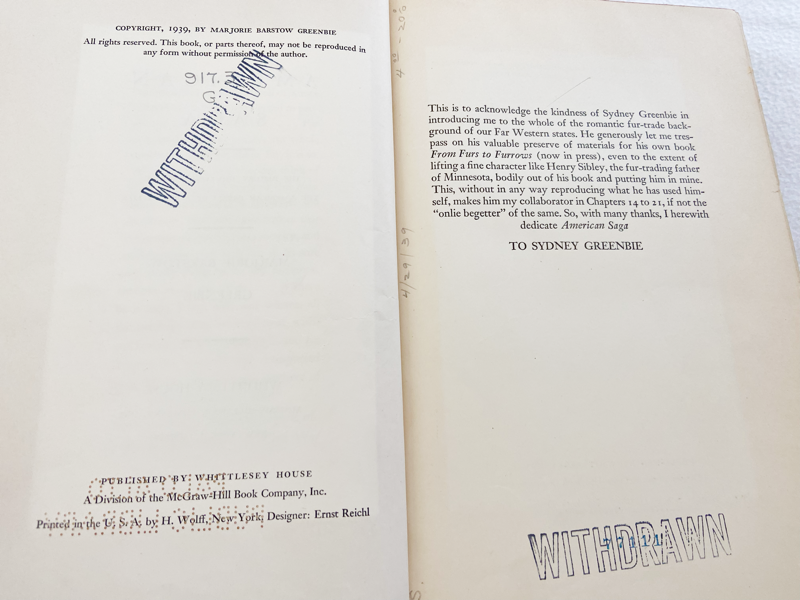 COPYRIGHT, 1939, BY MARJORIE BARSTOW GREENBIE
All rights reserved. This book, or parts thereof, may not be reproduced in
any form without permission of the author.
917.
G
WITHDRAWN
PUBLISHED BY WHITTLESEY HOUSE
A Division of the McGraw-Hill Book Company, Inc.
Printed in the U. S. A. by H. Wolff, New York. Designer: Ernst Reichl
4/29/39
This is to acknowledge the kindness of Sydney Greenbie in
introducing me to the whole of the romantic fur-trade back-
ground of our Far Western states. He generously let me tres-
pass on his valuable preserve of materials for his own book
From Furs to Furrows (now in press), even to the extent of
lifting a fine character like Henry Sibley, the fur-trading father
of Minnesota, bodily out of his book and putting him in mine.
This, without in any way reproducing what he has used him-
self, makes him my collaborator in Chapters 14 to 21, if not the
“onlie begetter” of the same. So, with many thanks, I herewith
dedicate American Saga
TO SYDNEY GREENBIE
WITHDRAWN